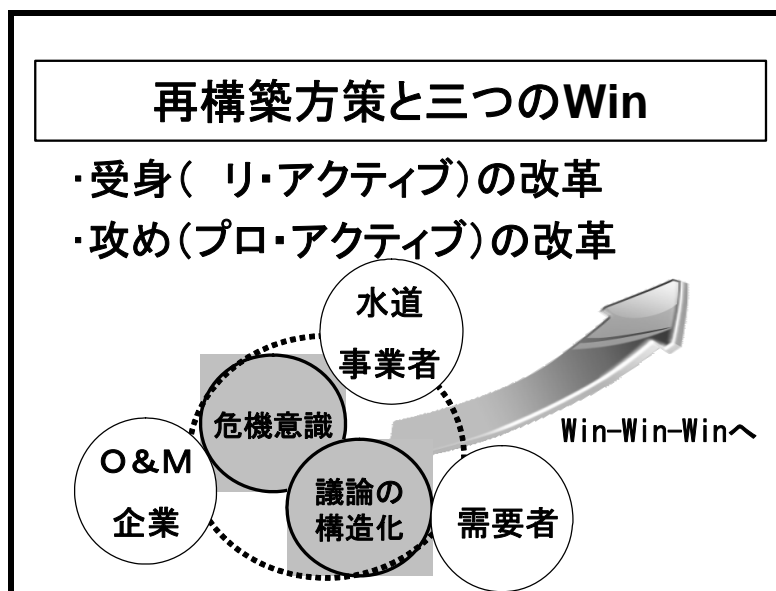 再構築方策と三つのWin
・受身( リ・アクティブ)の改革
・攻め(プロ・アクティブ)の改革
水道
事業者
危機意識
O&M
企業
議論の
構造化
需要者
Win-Win-Winへ